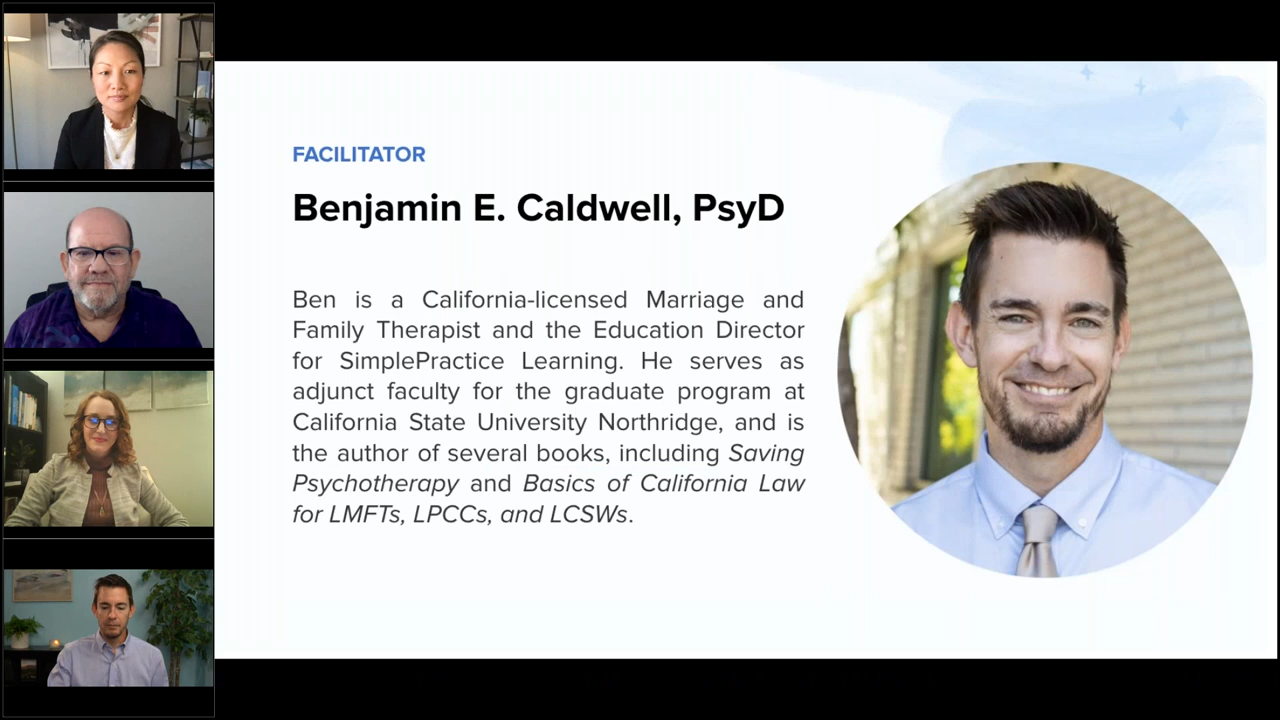 FACILITATOR
Benjamin E. Caldwell, PsyD
Ben is a California-licensed Marriage and
Family Therapist and the Education Director
for SimplePractice Learning. He serves as
adjunct faculty for the graduate program at
California State University Northridge, and is
the author of several books, including Saving
Psychotherapy and Basics of California Law
for LMFTs, LPCCs, and LCSWs.